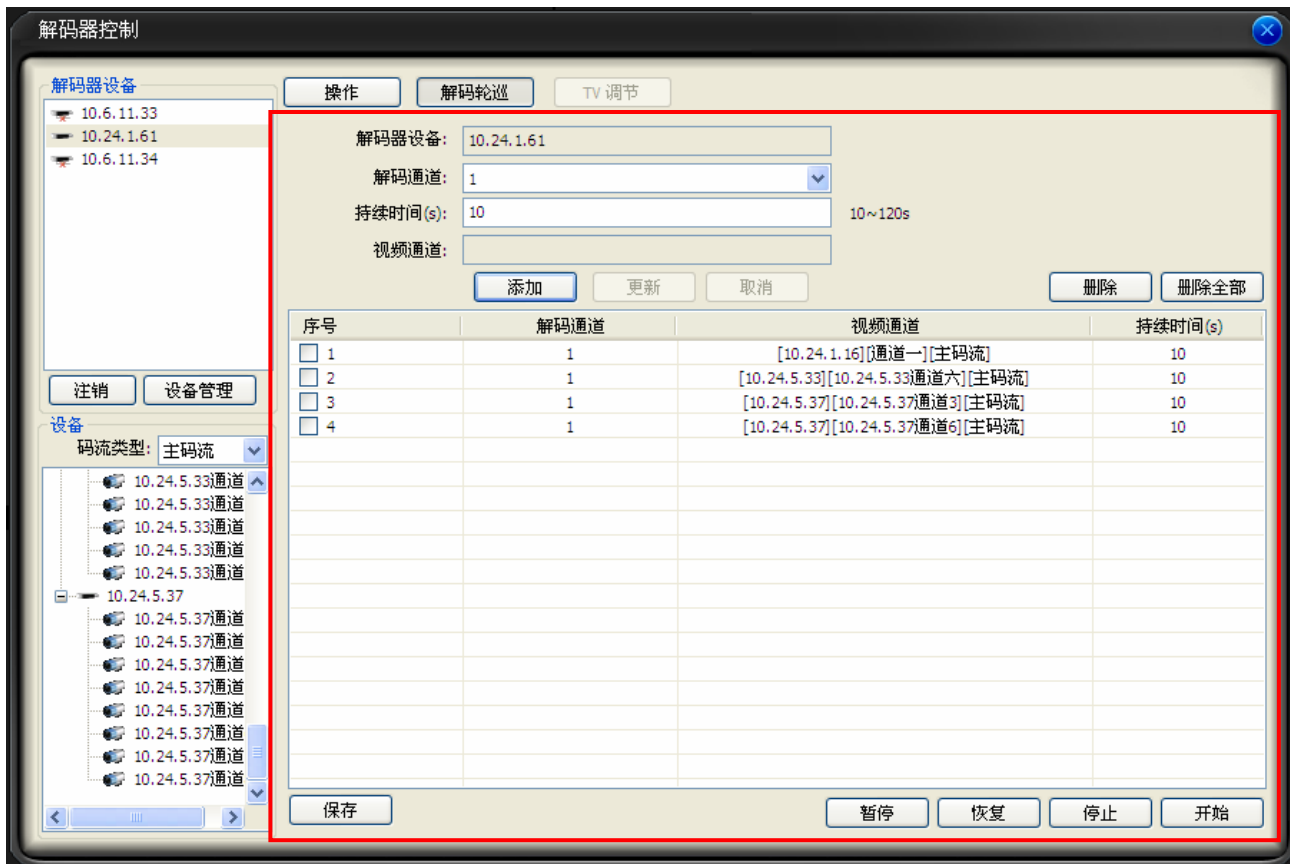 解码器控制
解码器设备
10.6.11.33
10.24.1.61
10.6.11.34
注销 设备管理
设备
码流类型: 主码流
10.24.5.33通道
10.24.5.33通道
10.24.5.33通道
10.24.5.33通道
10.24.5.33通道
10.24.5.37
10.24.5.37通道
10.24.5.37通道
10.24.5.37通道
10.24.5.37通道
10.24.5.37通道
10.24.5.37通道
10.24.5.37通道
10.24.5.37通道
操作 解码轮巡 TV 调节
解码器设备: 10.24.1.61
解码通道: 1
持续时间(s): 10 10~120s
视频通道:
添加 更新 取消 删除 删除全部
序号 解码通道 视频通道 持续时间(s)
1 1 [10.24.1.16][通道一][主码流] 10
2 1 [10.24.5.33][10.24.5.33通道六][主码流] 10
3 1 [10.24.5.37][10.24.5.37通道3][主码流] 10
4 1 [10.24.5.37][10.24.5.37通道6][主码流] 10
保存 暂停 恢复 停止 开始